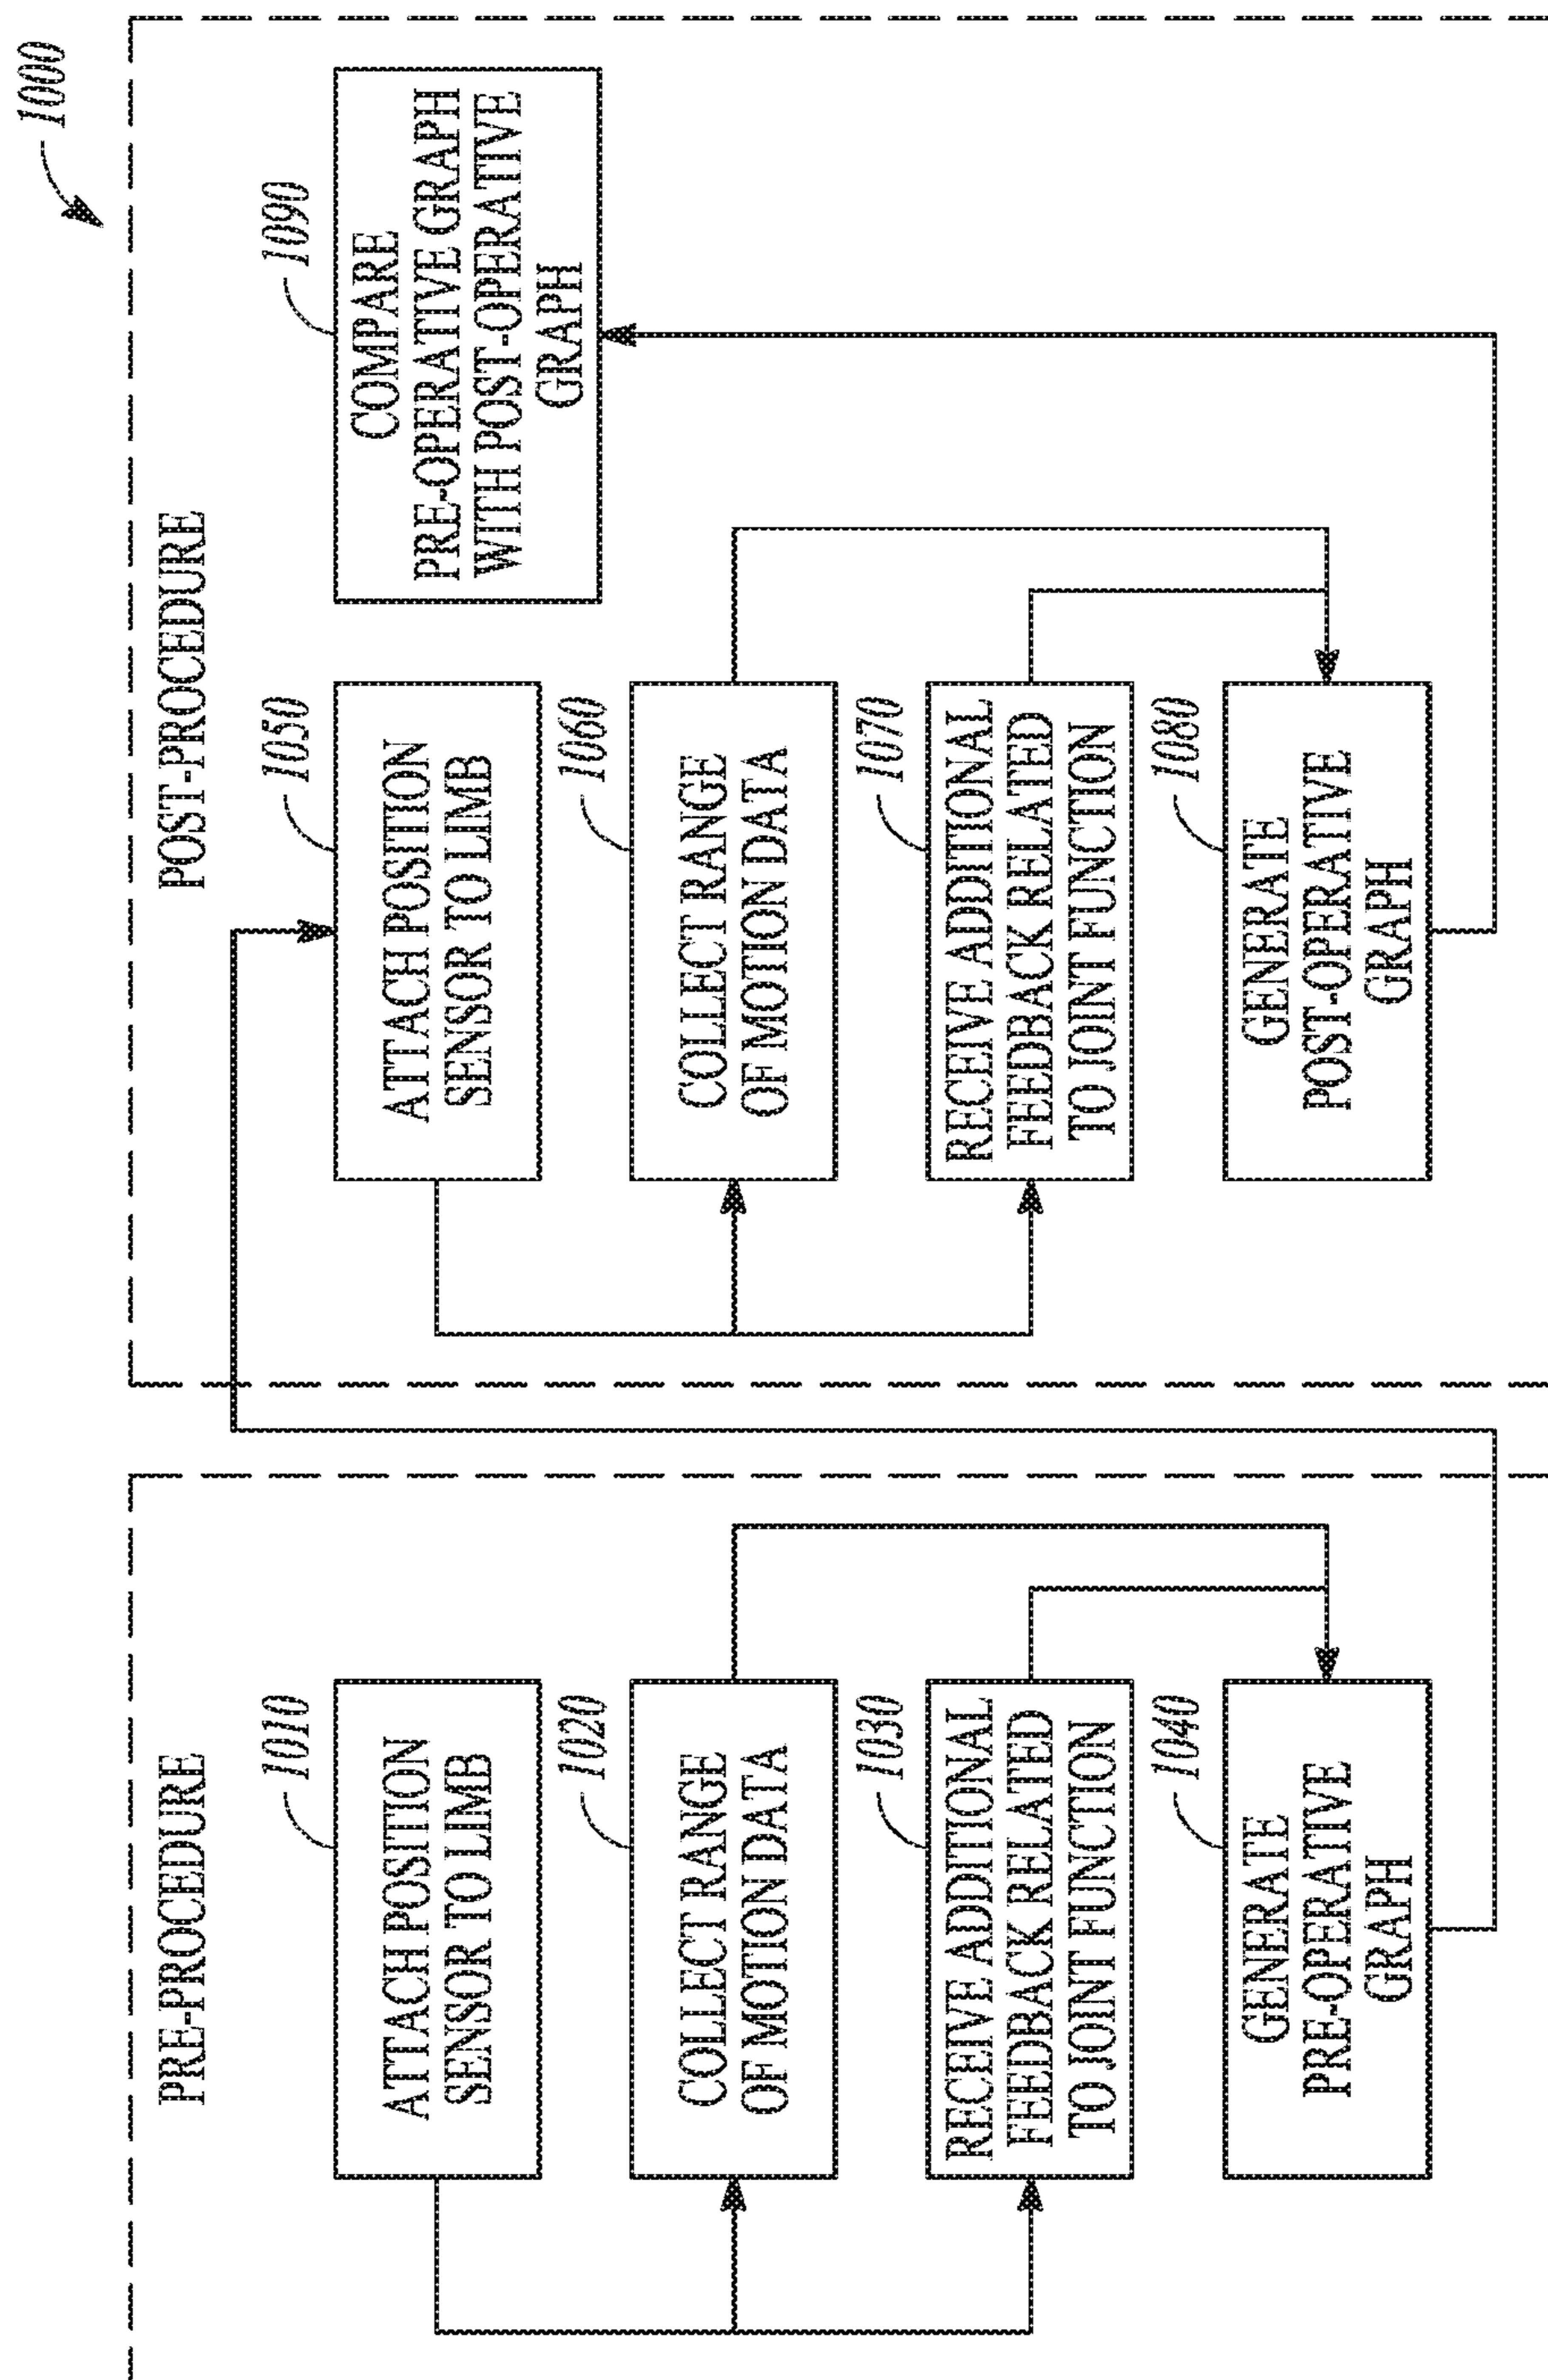 1000
PRE-PROCEDURE
1010
ATTACH POSITION
SENSOR TO LIMB
1020
COLLECT RANGE
OF MOTION DATA
1030
RECEIVE ADDITIONAL
FEEDBACK RELATED
TO JOINT FUNCTION
1040
GENERATE
PRE-OPERATIVE
GRAPH
POST-PROCEDURE
1050
ATTACH POSITION
SENSOR TO LIMB
1060
COLLECT RANGE
OF MOTION DATA
1070
RECEIVE ADDITIONAL
FEEDBACK RELATED
TO JOINT FUNCTION
1080
GENERATE
POST-OPERATIVE
GRAPH
1090
COMPARE
PRE-OPERATIVE GRAPH
WITH POST-OPERATIVE
GRAPH